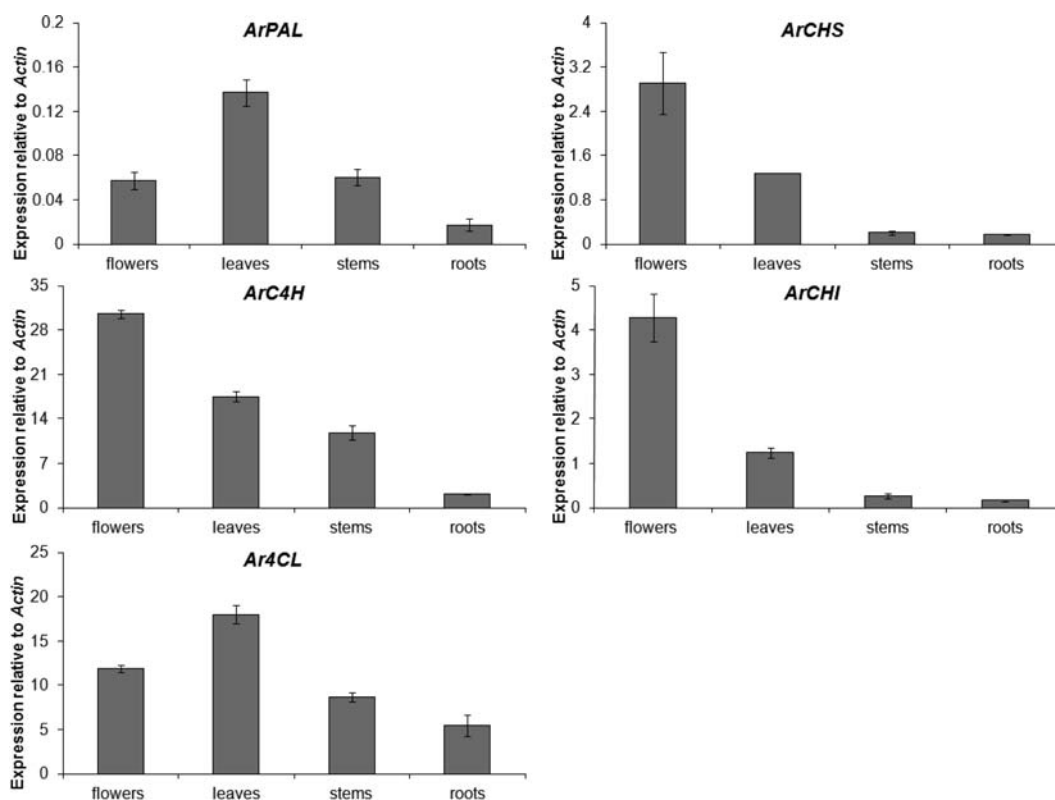 ArPAL
Expression relative to Actin
0.2
0.16
0.12
0.08
0.04
0
flowers leaves stems roots
ArCHS
Expression relative to Actin
4
3.2
2.4
1.6
0.8
0
flowers leaves stems roots
ArC4H
Expression relative to Actin
35
28
21
14
7
0
flowers leaves stems roots
ArCHI
Expression relative to Actin
5
4
3
2
1
0
flowers leaves stems roots
Ar4CL
Expression relative to Actin
25
20
15
10
5
0
flowers leaves stems roots